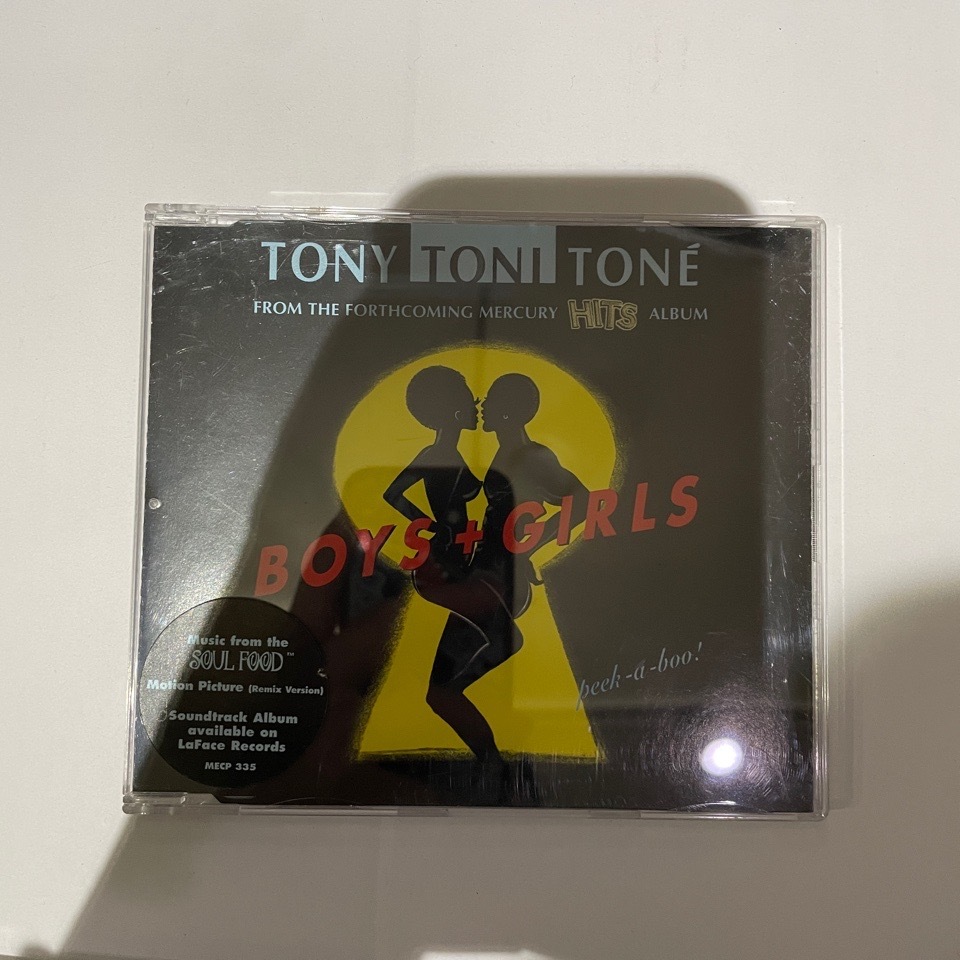 TONY TONI TONÉ
FROM THE FORTHCOMING MERCURY HITS ALBUM
BOYS + GIRLS
peek-a-boo!
Music from the
SOUL FOOD™
Motion Picture (Remix Version)
Soundtrack Album
available on
LaFace Records
MECP 335